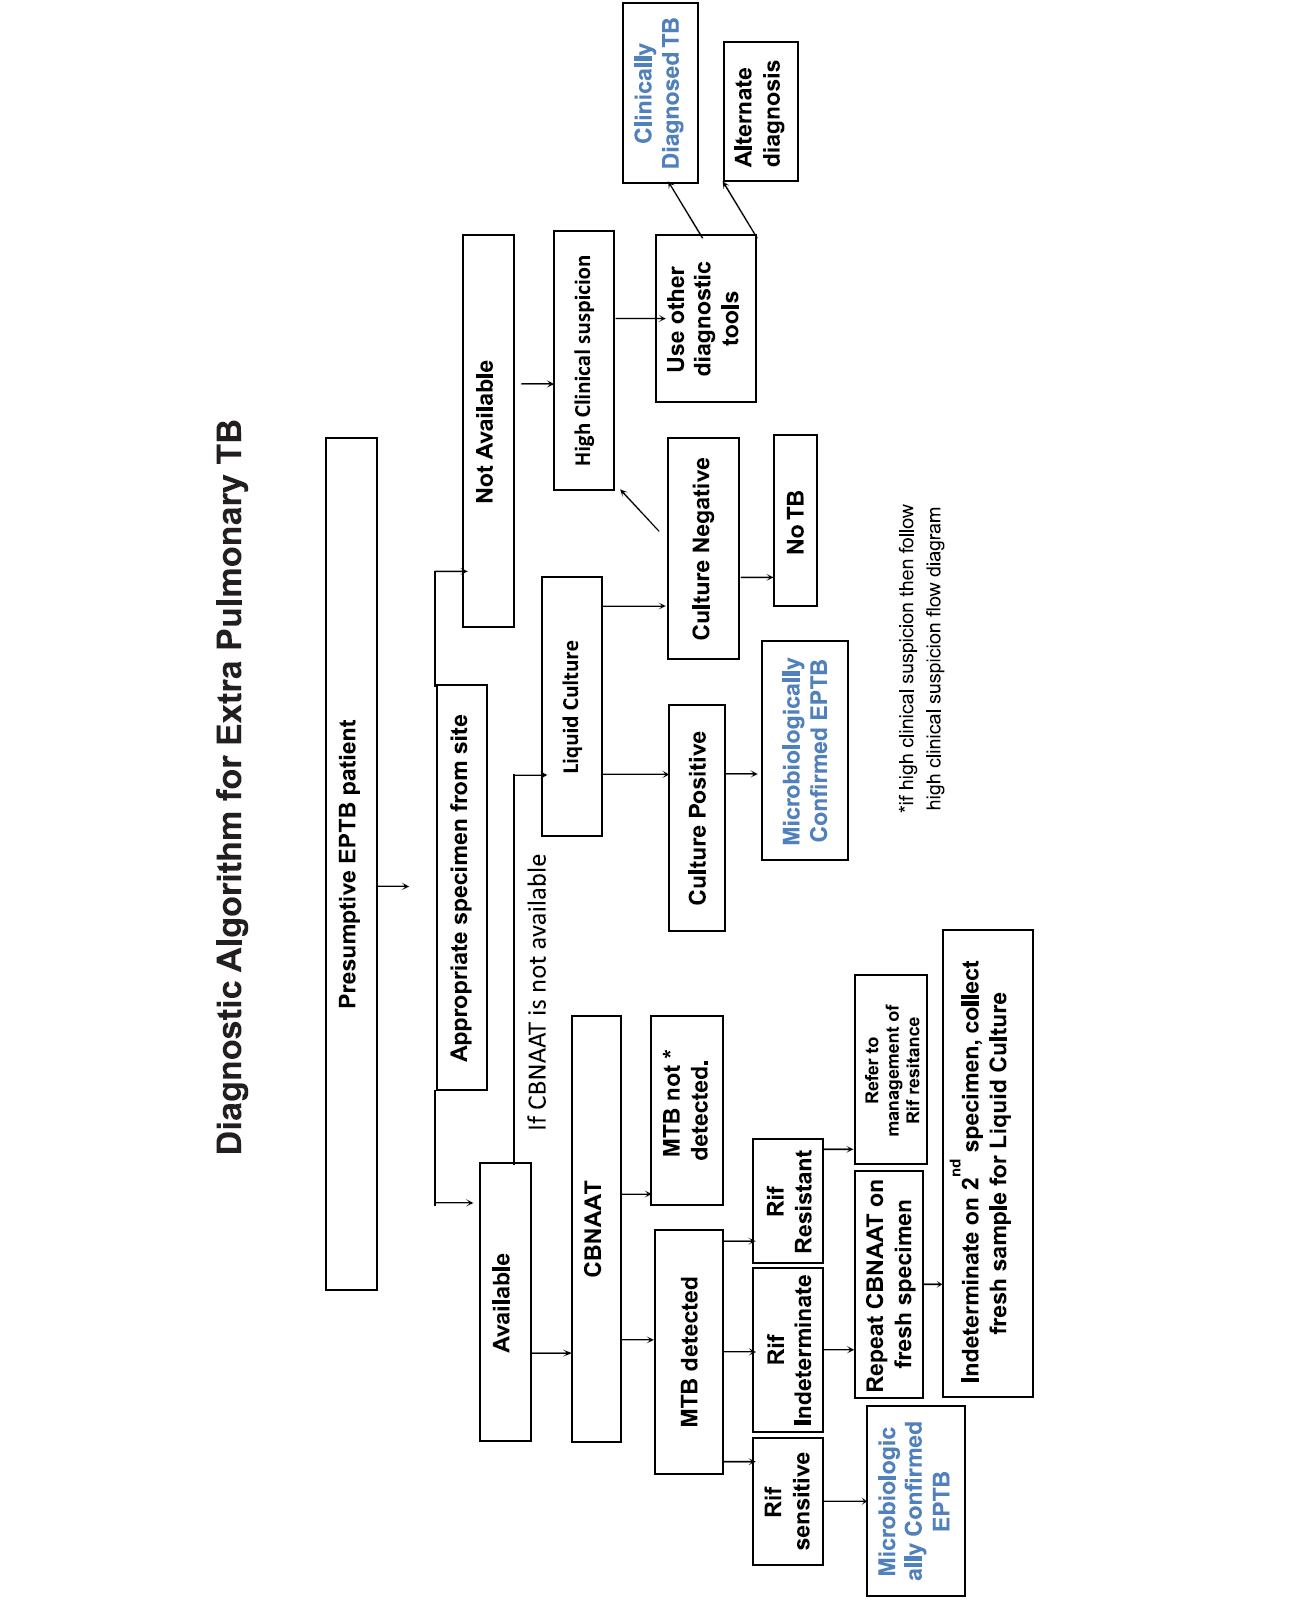 Diagnostic Algorithm for Extra Pulmonary TB
Presumptive EPTB patient
Appropriate specimen from site
Available
Not Available
If CBNAAT is not available
CBNAAT
Liquid Culture
High Clinical suspicion
MTB detected
MTB not *
detected.
Culture Positive
Culture Negative
Use other
diagnostic
tools
Clinically
Diagnosed TB
Alternate
diagnosis
Rif
sensitive
Rif
Indeterminate
Rif
Resistant
Microbiologically
Confirmed EPTB
No TB
Microbiologic
ally Confirmed
EPTB
Repeat CBNAAT on
fresh specimen
Refer to
management of
Rif resitance
Indeterminate on 2nd specimen, collect
fresh sample for Liquid Culture
*if high clinical suspicion then follow
high clinical suspicion flow diagram